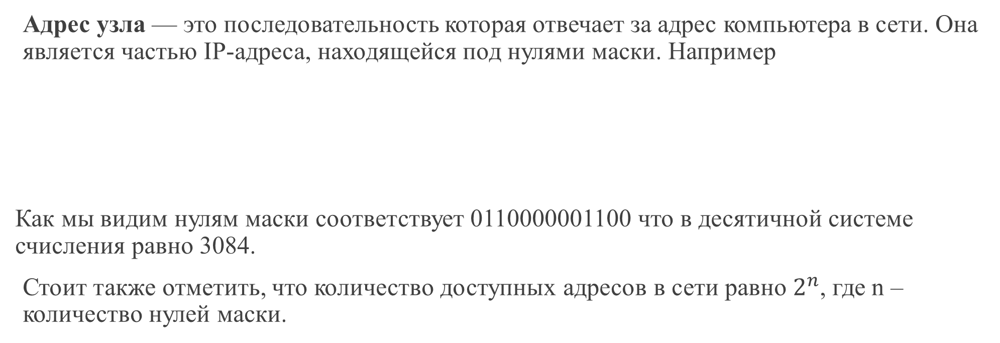 Адрес узла — это последовательность которая отвечает за адрес компьютера в сети. Она
является частью IP-адреса, находящейся под нулями маски. Например
Как мы видим нулям маски соответствует 0110000001100 что в десятичной системе
счисления равно 3084.
Стоит также отметить, что количество доступных адресов в сети равно 2ⁿ, где n –
количество нулей маски.